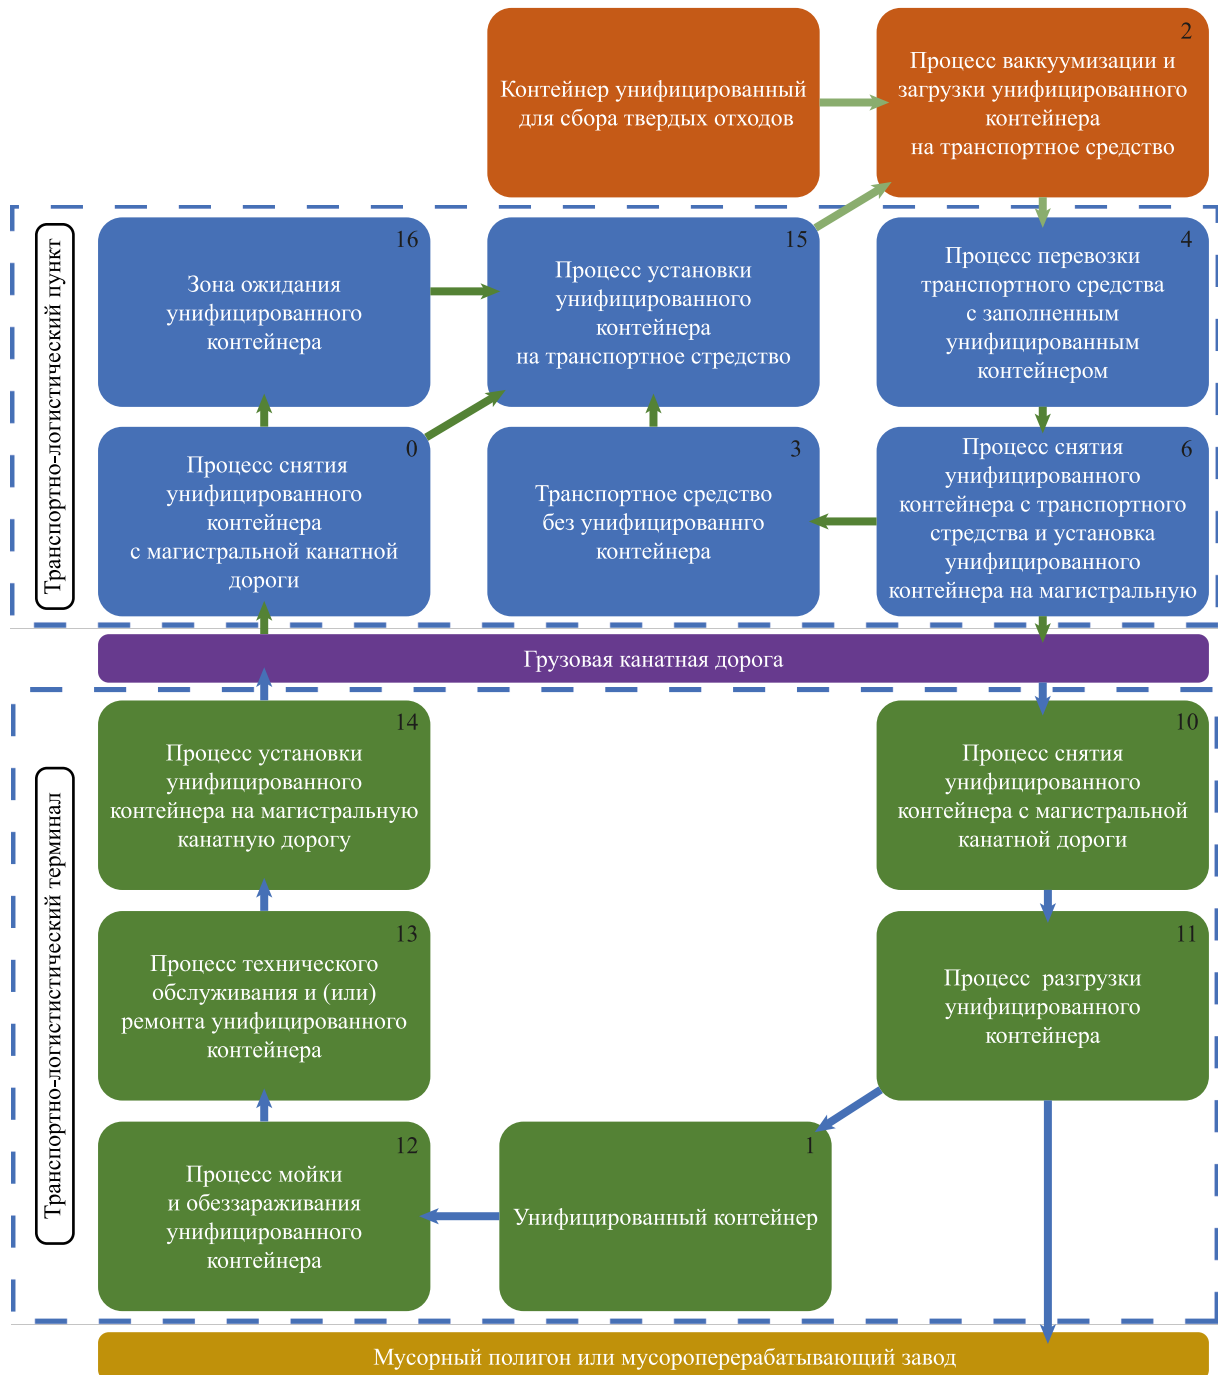 Контейнер унифицированный
для сбора твердых отходов
2
Процесс ваккуумизации и
загрузки унифицированного
контейнера
на транспортное средство
Транспортно-логистический пункт
16
Зона ожидания
унифицированного
контейнера
15
Процесс установки
унифицированного
контейнера
на транспортное стредство
4
Процесс перевозки
транспортного средства
с заполненным
унифицированным
контейнером
0
Процесс снятия
унифицированного
контейнера
с магистральной канатной
дороги
3
Транспортное средство
без унифицированнго
контейнера
6
Процесс снятия
унифицированного
контейнера с транспортного
стредства и установка
унифицированного
контейнера на магистральную
Грузовая канатная дорога
Транспортно-логистистический терминал
14
Процесс установки
унифицированного
контейнера на магистральную
канатную дорогу
10
Процесс снятия
унифицированного
контейнера с магистральной
канатной дороги
13
Процесс технического
обслуживания и (или)
ремонта унифицированного
контейнера
11
Процесс разгрузки
унифицированного
контейнера
12
Процесс мойки
и обеззараживания
унифицированного
контейнера
1
Унифицированный контейнер
Мусорный полигон или мусороперерабатывающий завод